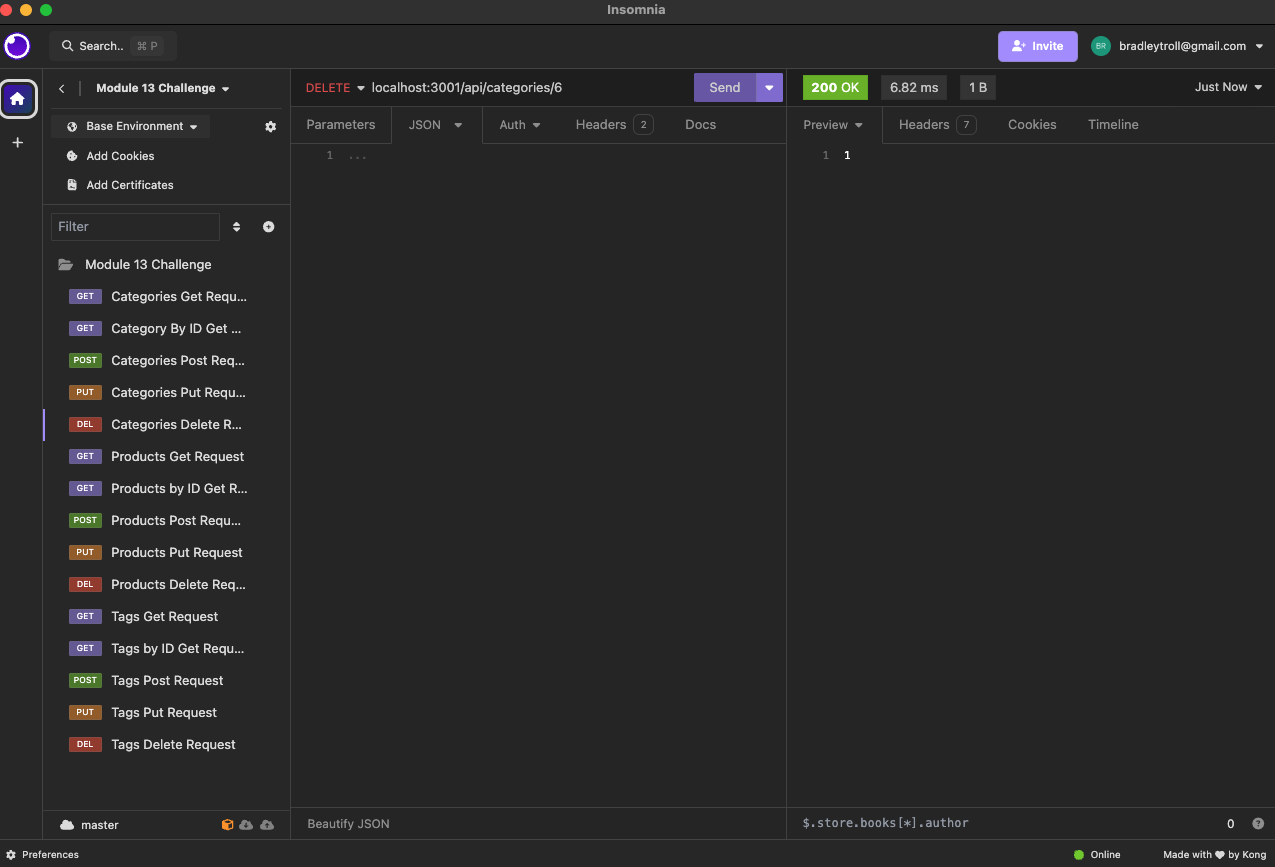 Insomnia
Search.. ⌘ P
Invite
BR
bradleytroll@gmail.com
Module 13 Challenge
DELETE localhost:3001/api/categories/6
Send
200 OK
6.82 ms
1 B
Just Now
Base Environment
Parameters
JSON
Auth
Headers 2
Docs
Preview
Headers 7
Cookies
Timeline
Add Cookies
1 ...
1 1
Add Certificates
Filter
Module 13 Challenge
GET Categories Get Requ...
GET Category By ID Get ...
POST Categories Post Req...
PUT Categories Put Requ...
DEL Categories Delete R...
GET Products Get Request
GET Products by ID Get R...
POST Products Post Requ...
PUT Products Put Request
DEL Products Delete Req...
GET Tags Get Request
GET Tags by ID Get Requ...
POST Tags Post Request
PUT Tags Put Request
DEL Tags Delete Request
master
Beautify JSON
$.store.books[*].author
0
?
Preferences
Online
Made with ♥ by Kong